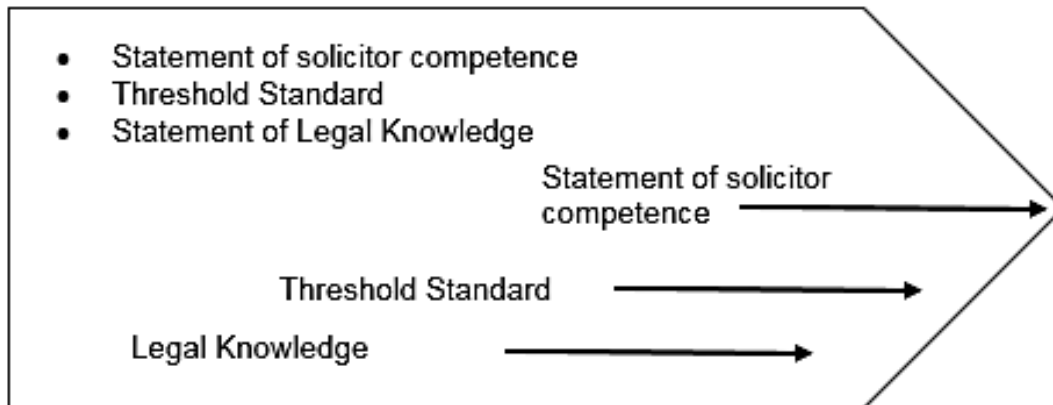 • Statement of solicitor competence
• Threshold Standard
• Statement of Legal Knowledge
Statement of solicitor
competence
Threshold Standard
Legal Knowledge